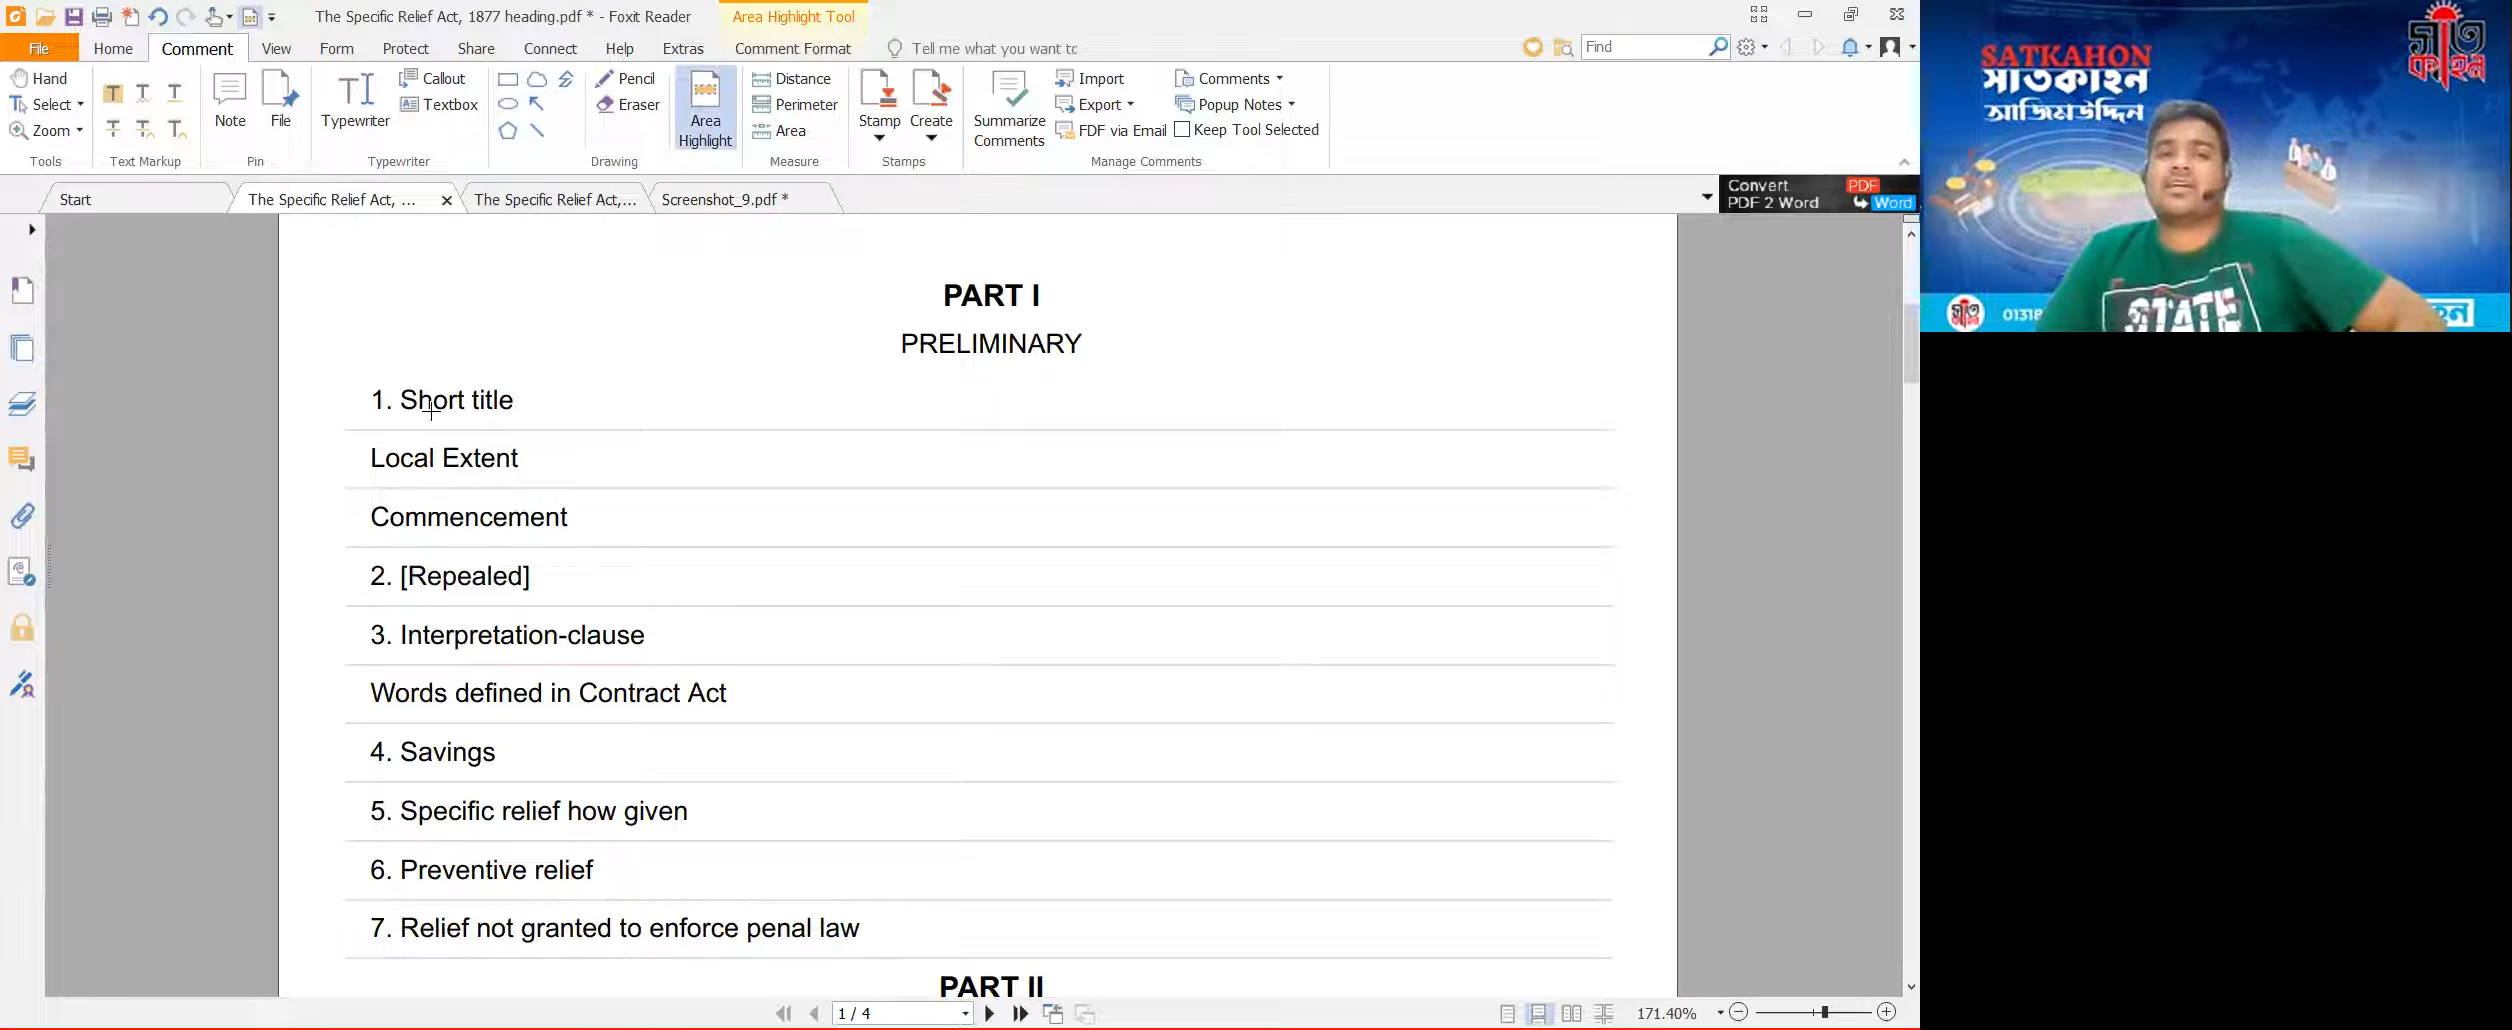 The Specific Relief Act, 1877 heading.pdf * - Foxit Reader
Area Highlight Tool
File
Home
Comment
View
Form
Protect
Share
Connect
Help
Extras
Comment Format
Tell me what you want tc
Find
Hand
Select
Zoom
Tools
Text Markup
Note
File
Pin
Typewriter
Callout
Textbox
Typewriter
Pencil
Eraser
Drawing
Area
Highlight
Distance
Perimeter
Area
Measure
Stamp
Create
Stamps
Summarize
Comments
Import
Export
FDF via Email
Comments
Popup Notes
Keep Tool Selected
Manage Comments
Start
The Specific Relief Act, ...
The Specific Relief Act,...
Screenshot_9.pdf *
Convert
PDF 2 Word
PDF
Word
PART I
PRELIMINARY
1. Short title
Local Extent
Commencement
2. [Repealed]
3. Interpretation-clause
Words defined in Contract Act
4. Savings
5. Specific relief how given
6. Preventive relief
7. Relief not granted to enforce penal law
PART II
1 / 4
171.40%
SATKAHON
সাতকাহন
আজিম উদ্দিন
সাত
কাহন
01318
STATE